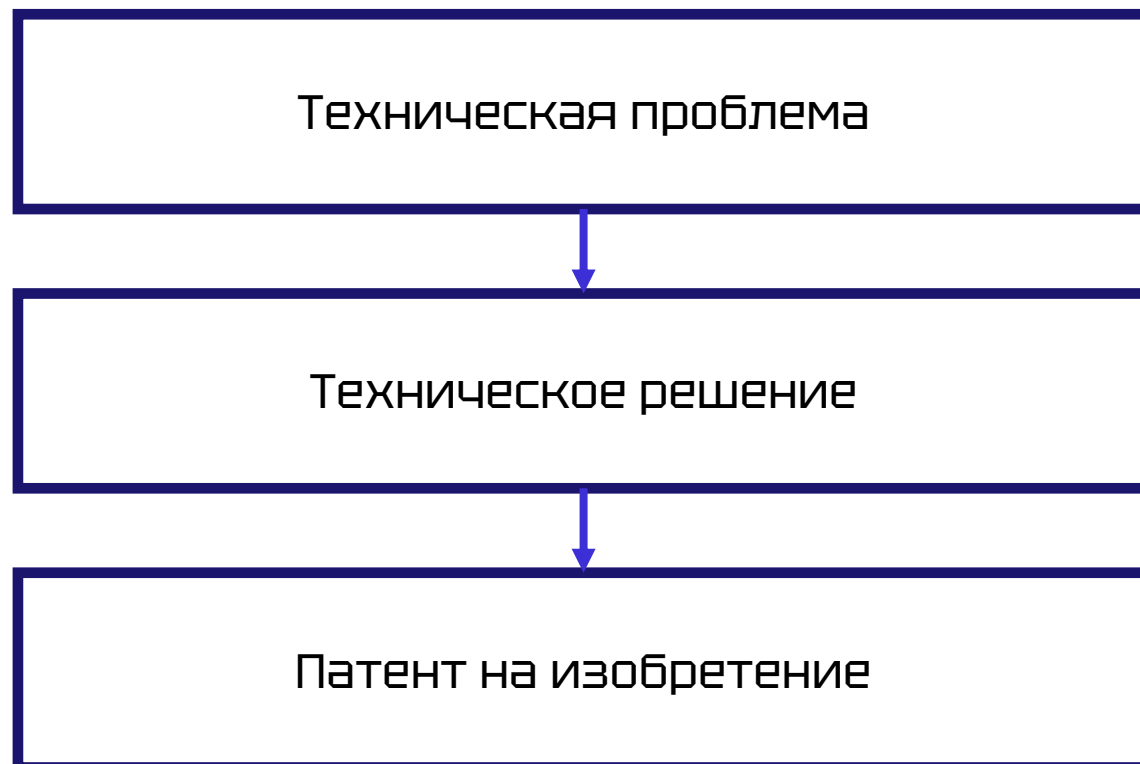 Техническая проблема
Техническое решение
Патент на изобретение